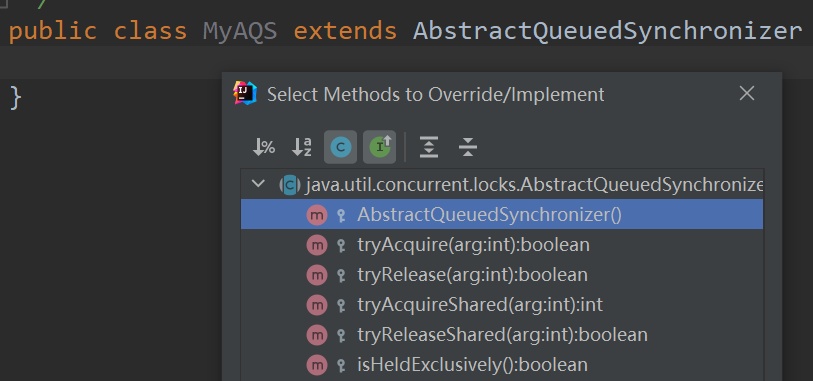 */
public class MyAQS extends AbstractQueuedSynchronizer
}
IJ
Select Methods to Override/Implement
java.util.concurrent.locks.AbstractQueuedSynchronize
AbstractQueuedSynchronizer()
tryAcquire(arg:int):boolean
tryRelease(arg:int):boolean
tryAcquireShared(arg:int):int
tryReleaseShared(arg:int):boolean
isHeldExclusively():boolean